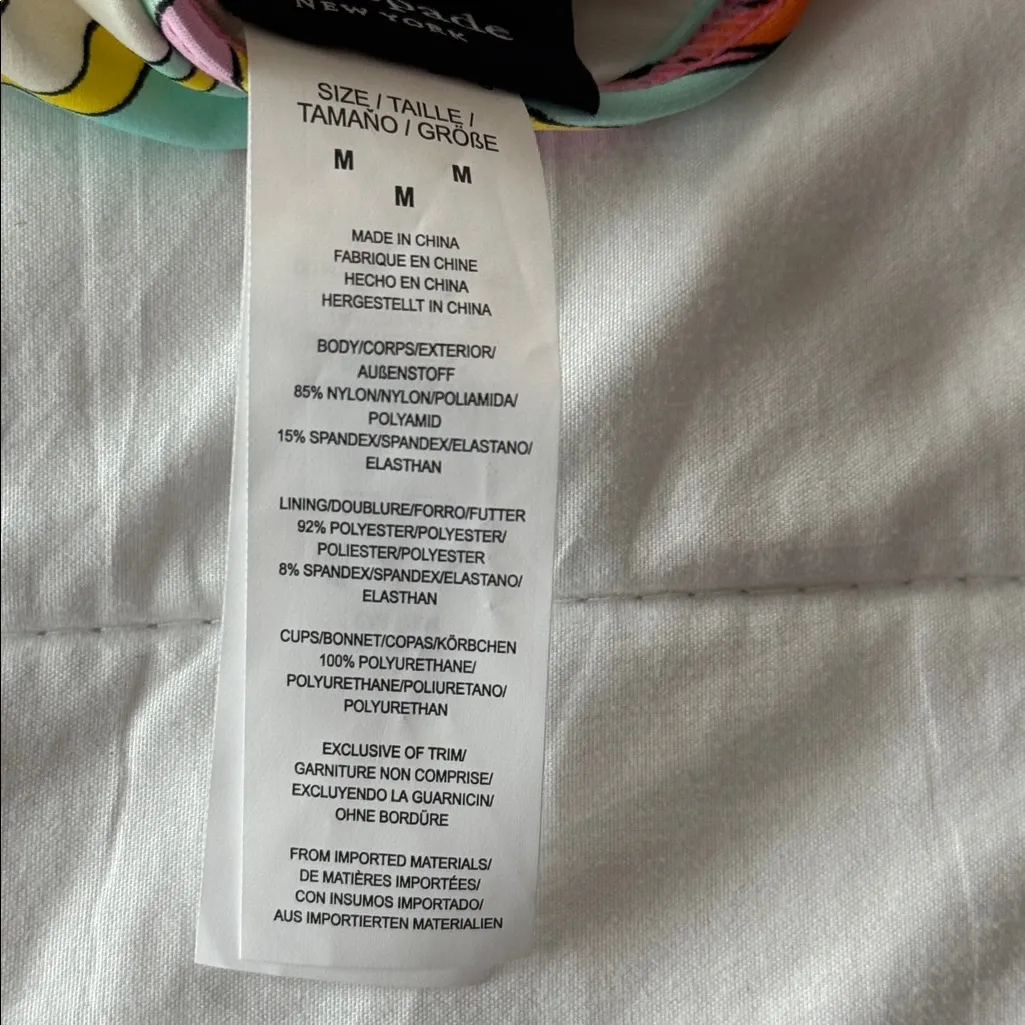 pade
NEW YORK
SIZE / TAILLE /
TAMAÑO / GRÖßE
M M
M
MADE IN CHINA
FABRIQUE EN CHINE
HECHO EN CHINA
HERGESTELLT IN CHINA
BODY/CORPS/EXTERIOR/
AUßENSTOFF
85% NYLON/NYLON/POLIAMIDA/
POLYAMID
15% SPANDEX/SPANDEX/ELASTANO/
ELASTHAN
LINING/DOUBLURE/FORRO/FUTTER
92% POLYESTER/POLYESTER/
POLIESTER/POLYESTER
8% SPANDEX/SPANDEX/ELASTANO/
ELASTHAN
CUPS/BONNET/COPAS/KÖRBCHEN
100% POLYURETHANE/
POLYURETHANE/POLIURETANO/
POLYURETHAN
EXCLUSIVE OF TRIM/
GARNITURE NON COMPRISE/
EXCLUYENDO LA GUARNICIN/
OHNE BORDÜRE
FROM IMPORTED MATERIALS/
DE MATIÈRES IMPORTÉES/
CON INSUMOS IMPORTADO/
AUS IMPORTIERTEN MATERIALIEN